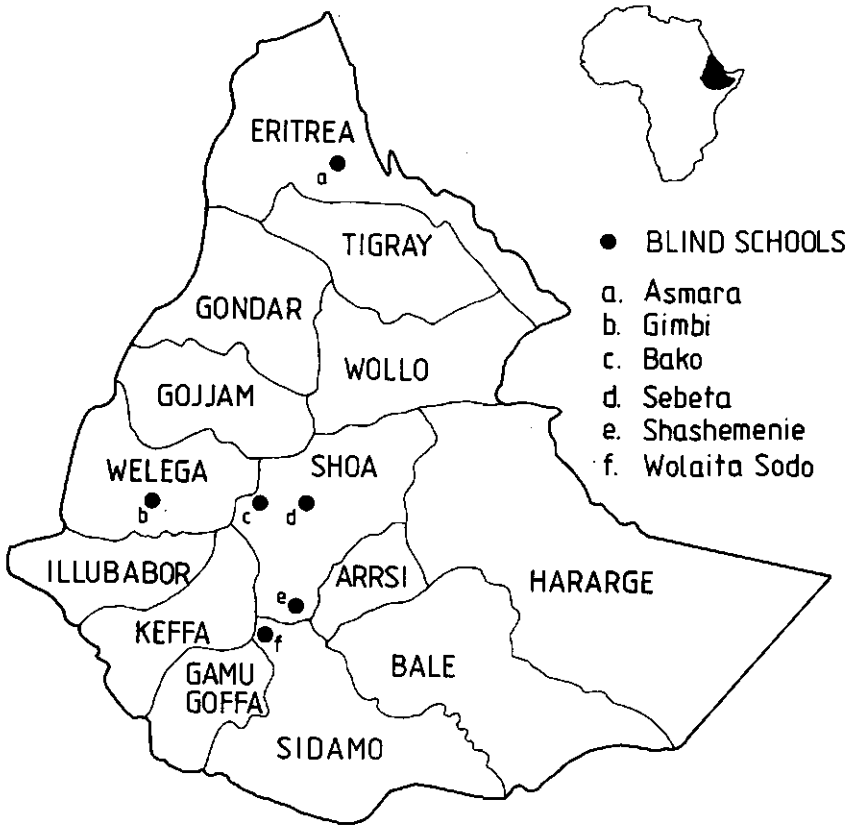 ERITREA
a
TIGRAY
GONDAR
WOLLO
GOJJAM
WELEGA
b
SHOA
c
d
ILLUBABOR
ARRSI
HARARGE
e
KEFFA
f
GAMU
GOFFA
BALE
SIDAMO
● BLIND SCHOOLS
a. Asmara
b. Gimbi
c. Bako
d. Sebeta
e. Shashemenie
f. Wolaita Sodo